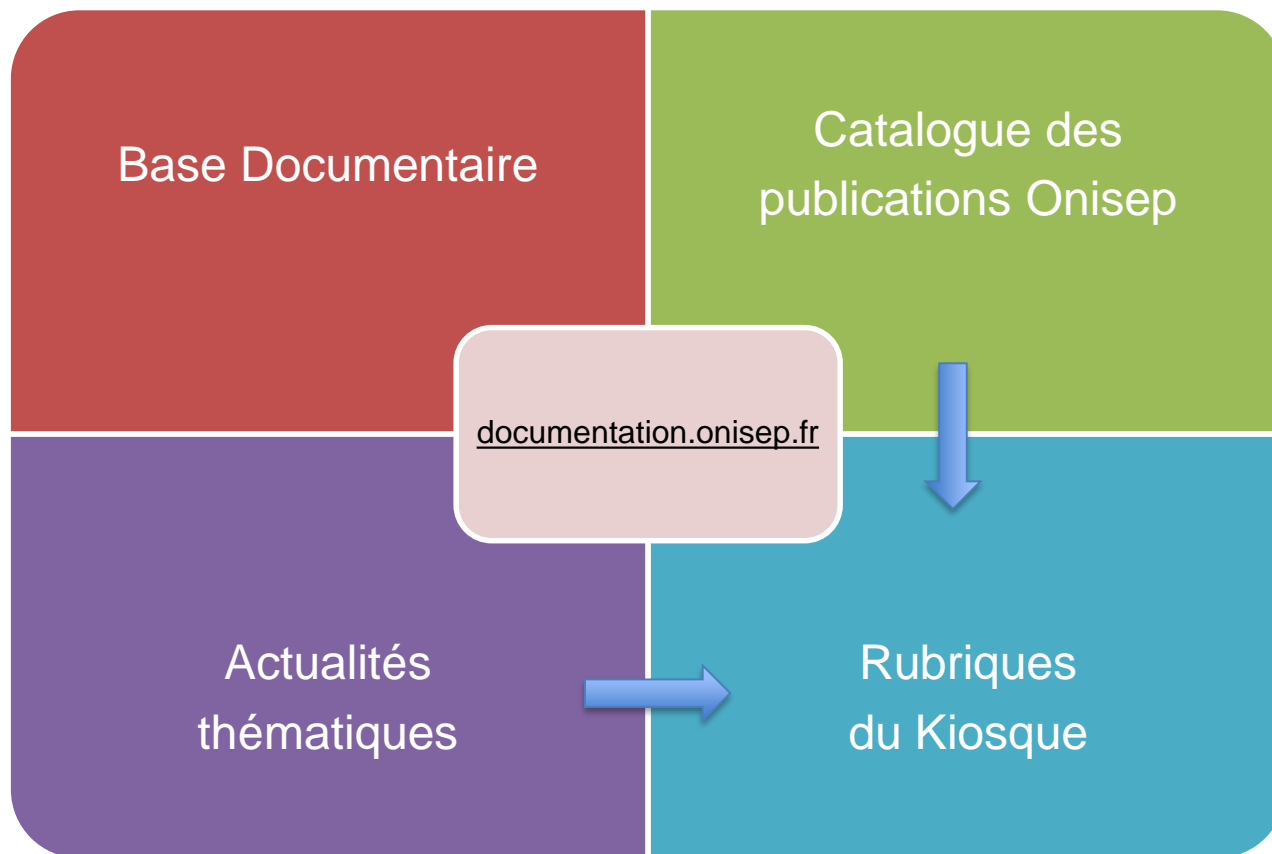 Base Documentaire
Catalogue des
publications Onisep
documentation.onisep.fr
Actualités
thématiques
Rubriques
du Kiosque